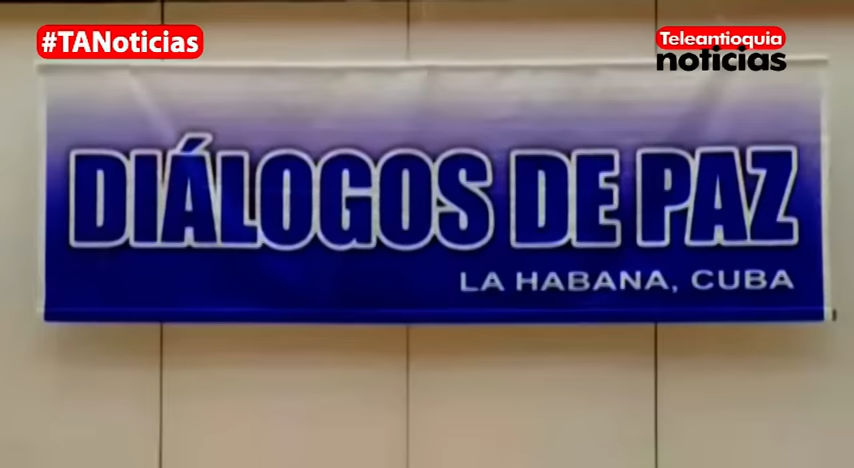 #TANoticias
Teleantioquia
noticias
DIÁLOGOS DE PAZ
LA HABANA, CUBA